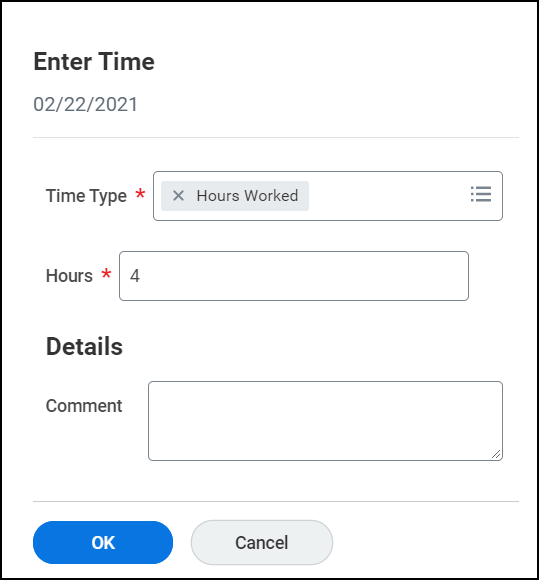 Enter Time
02/22/2021
Time Type * × Hours Worked
Hours * 4
Details
Comment
OK Cancel